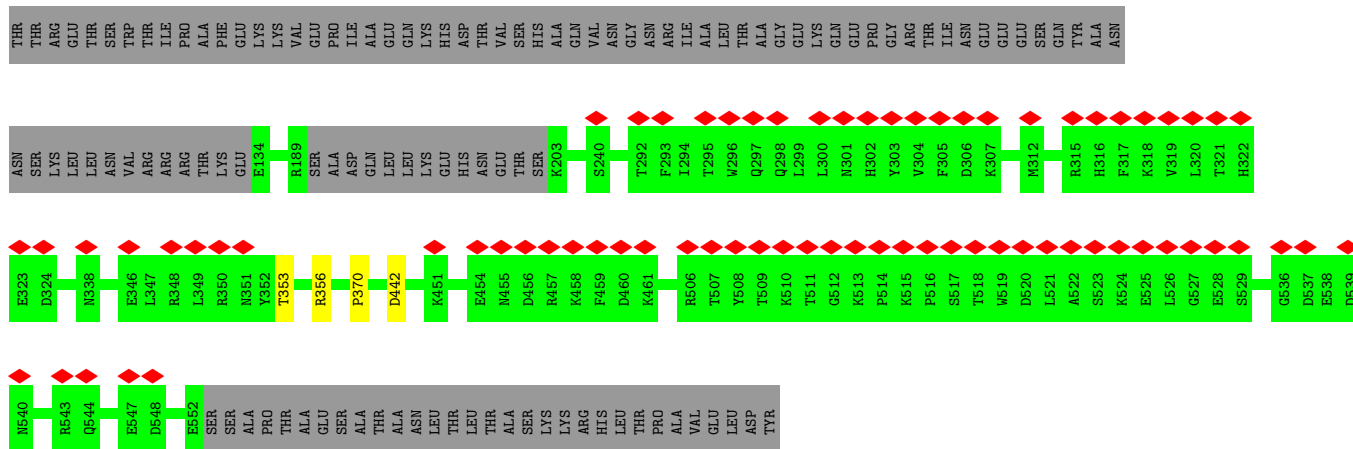 THR THR ARG GLU THR SER TRP THR ILE PRO ALA PHE GLU LYS LYS VAL GLU PRO ILE ALA GLU GLN LYS HIS ASP THR VAL SER HIS ALA GLN VAL ASN GLY ASN ARG ILE ALA LEU THR ALA GLY GLU LYS GLN GLU PRO GLY ARG THR ILE ASN GLU GLU GLU SER GLN TYR ALA ASN
ASN SER LYS LEU LEU ASN VAL ARG ARG ARG THR LYS GLU E134 R189 SER ALA ASP GLN LEU LEU LYS GLU HIS ASN GLU THR SER K203 S240 T292 F293 I294 T295 W296 Q297 Q298 L299 L300 N301 H302 Y303 V304 F305 D306 K307 M312 R315 H316 F317 K318 V319 L320 T321 H322
E323 D324 N338 E346 L347 R348 L349 R350 N351 Y352 T353 R356 P370 D442 K451 E454 N455 D456 R457 K458 F459 D460 K461 R506 T507 Y508 T509 K510 T511 G512 K513 P514 K515 P516 S517 T518 W519 D520 L521 A522 S523 K524 E525 L526 G527 E528 S529 G536 D537 E538 D539
N540 R543 Q544 E547 D548 E552 SER SER ALA PRO THR ALA GLU SER ALA THR ALA ASN LEU THR LEU THR ALA SER LYS LYS ARG HIS LEU THR PRO ALA VAL GLU LEU ASP TYR